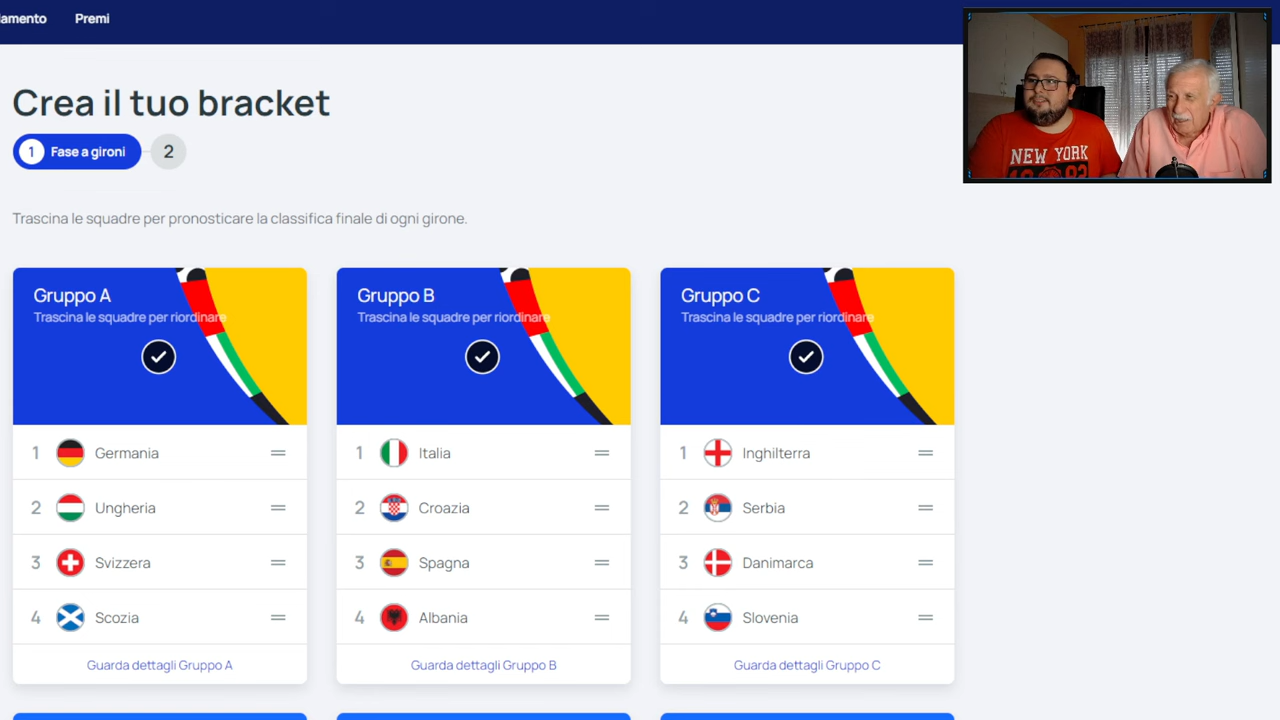 lamento Premi
Crea il tuo bracket
1 Fase a gironi 2
Trascina le squadre per pronosticare la classifica finale di ogni girone.
Gruppo A
Trascina le squadre per riordinare
1 Germania
2 Ungheria
3 Svizzera
4 Scozia
Guarda dettagli Gruppo A
Gruppo B
Trascina le squadre per riordinare
1 Italia
2 Croazia
3 Spagna
4 Albania
Guarda dettagli Gruppo B
Gruppo C
Trascina le squadre per riordinare
1 Inghilterra
2 Serbia
3 Danimarca
4 Slovenia
Guarda dettagli Gruppo C
NEW YORK